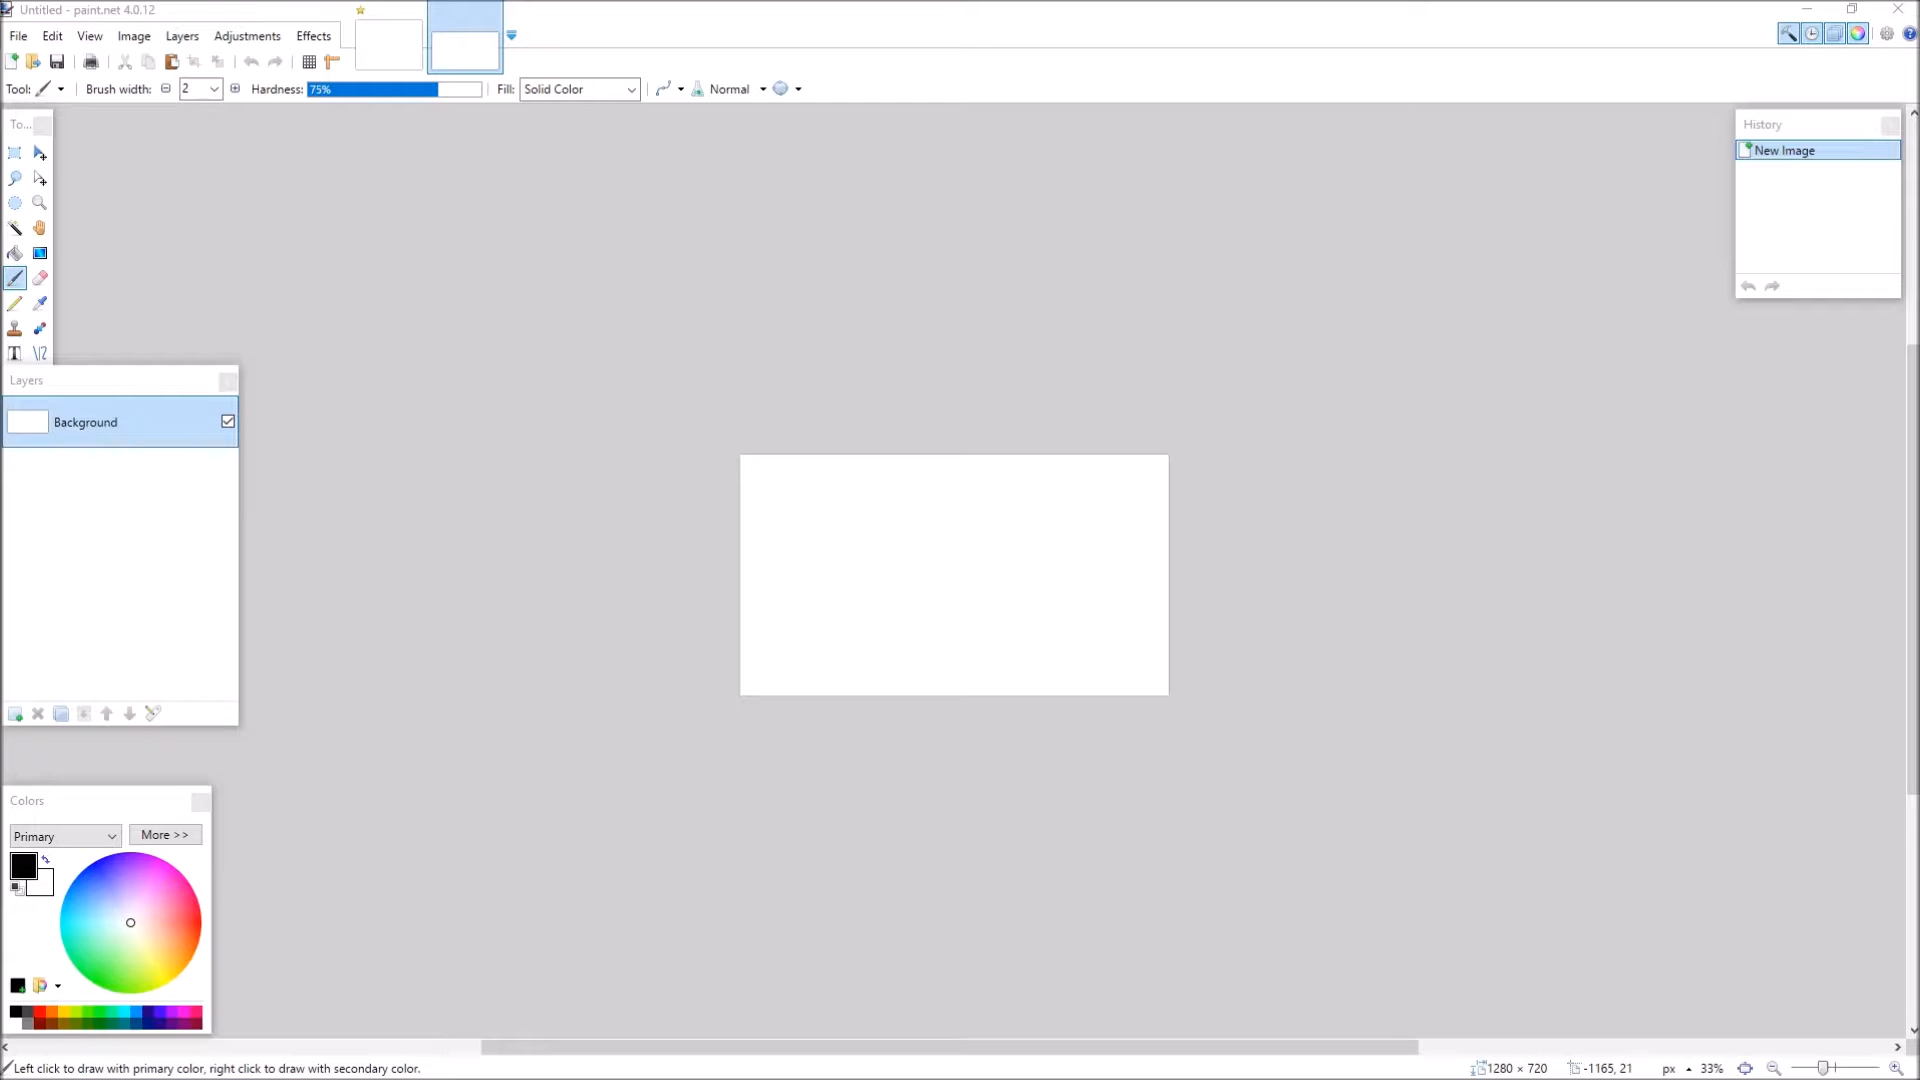 Untitled - paint.net 4.0.12
File Edit View Image Layers Adjustments Effects
Tool: Brush width: 2 Hardness: 75% Fill: Solid Color Normal
To...
History
New Image
Layers
Background
Colors
Primary More >>
Left click to draw with primary color, right click to draw with secondary color.
1280 × 720 -1165, 21 px 33%